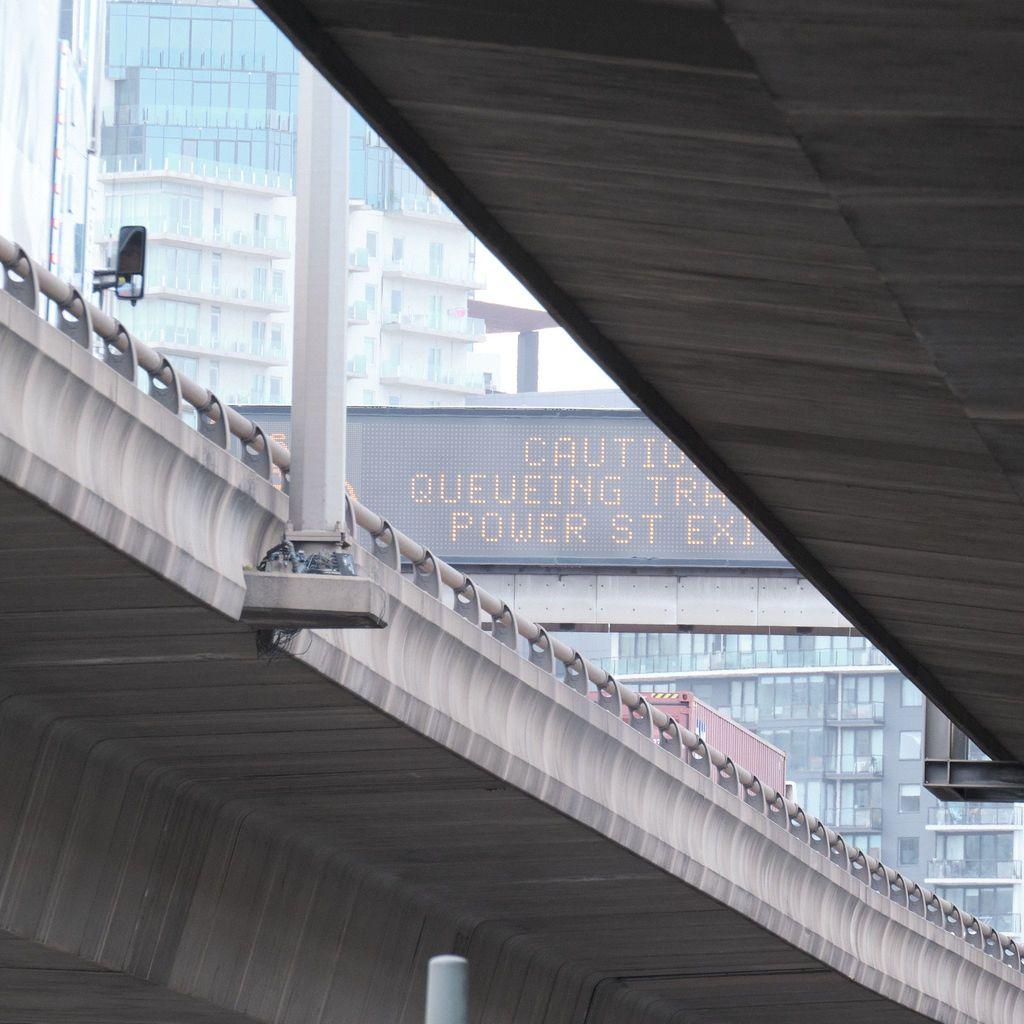 CAUTIO
QUEUEING TRA
POWER ST EXI